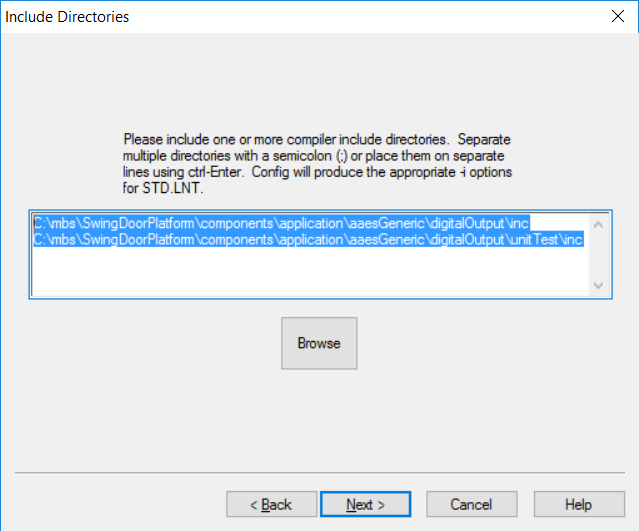 Include Directories
Please include one or more compiler include directories.  Separate
multiple directories with a semicolon (;) or place them on separate
lines using ctrl-Enter.  Config will produce the appropriate -i options
for STD.LNT.
C:\mbs\SwingDoorPlatform\components\application\aaesGeneric\digitalOutput\inc
C:\mbs\SwingDoorPlatform\components\application\aaesGeneric\digitalOutput\unitTest\inc
Browse
< Back
Next >
Cancel
Help